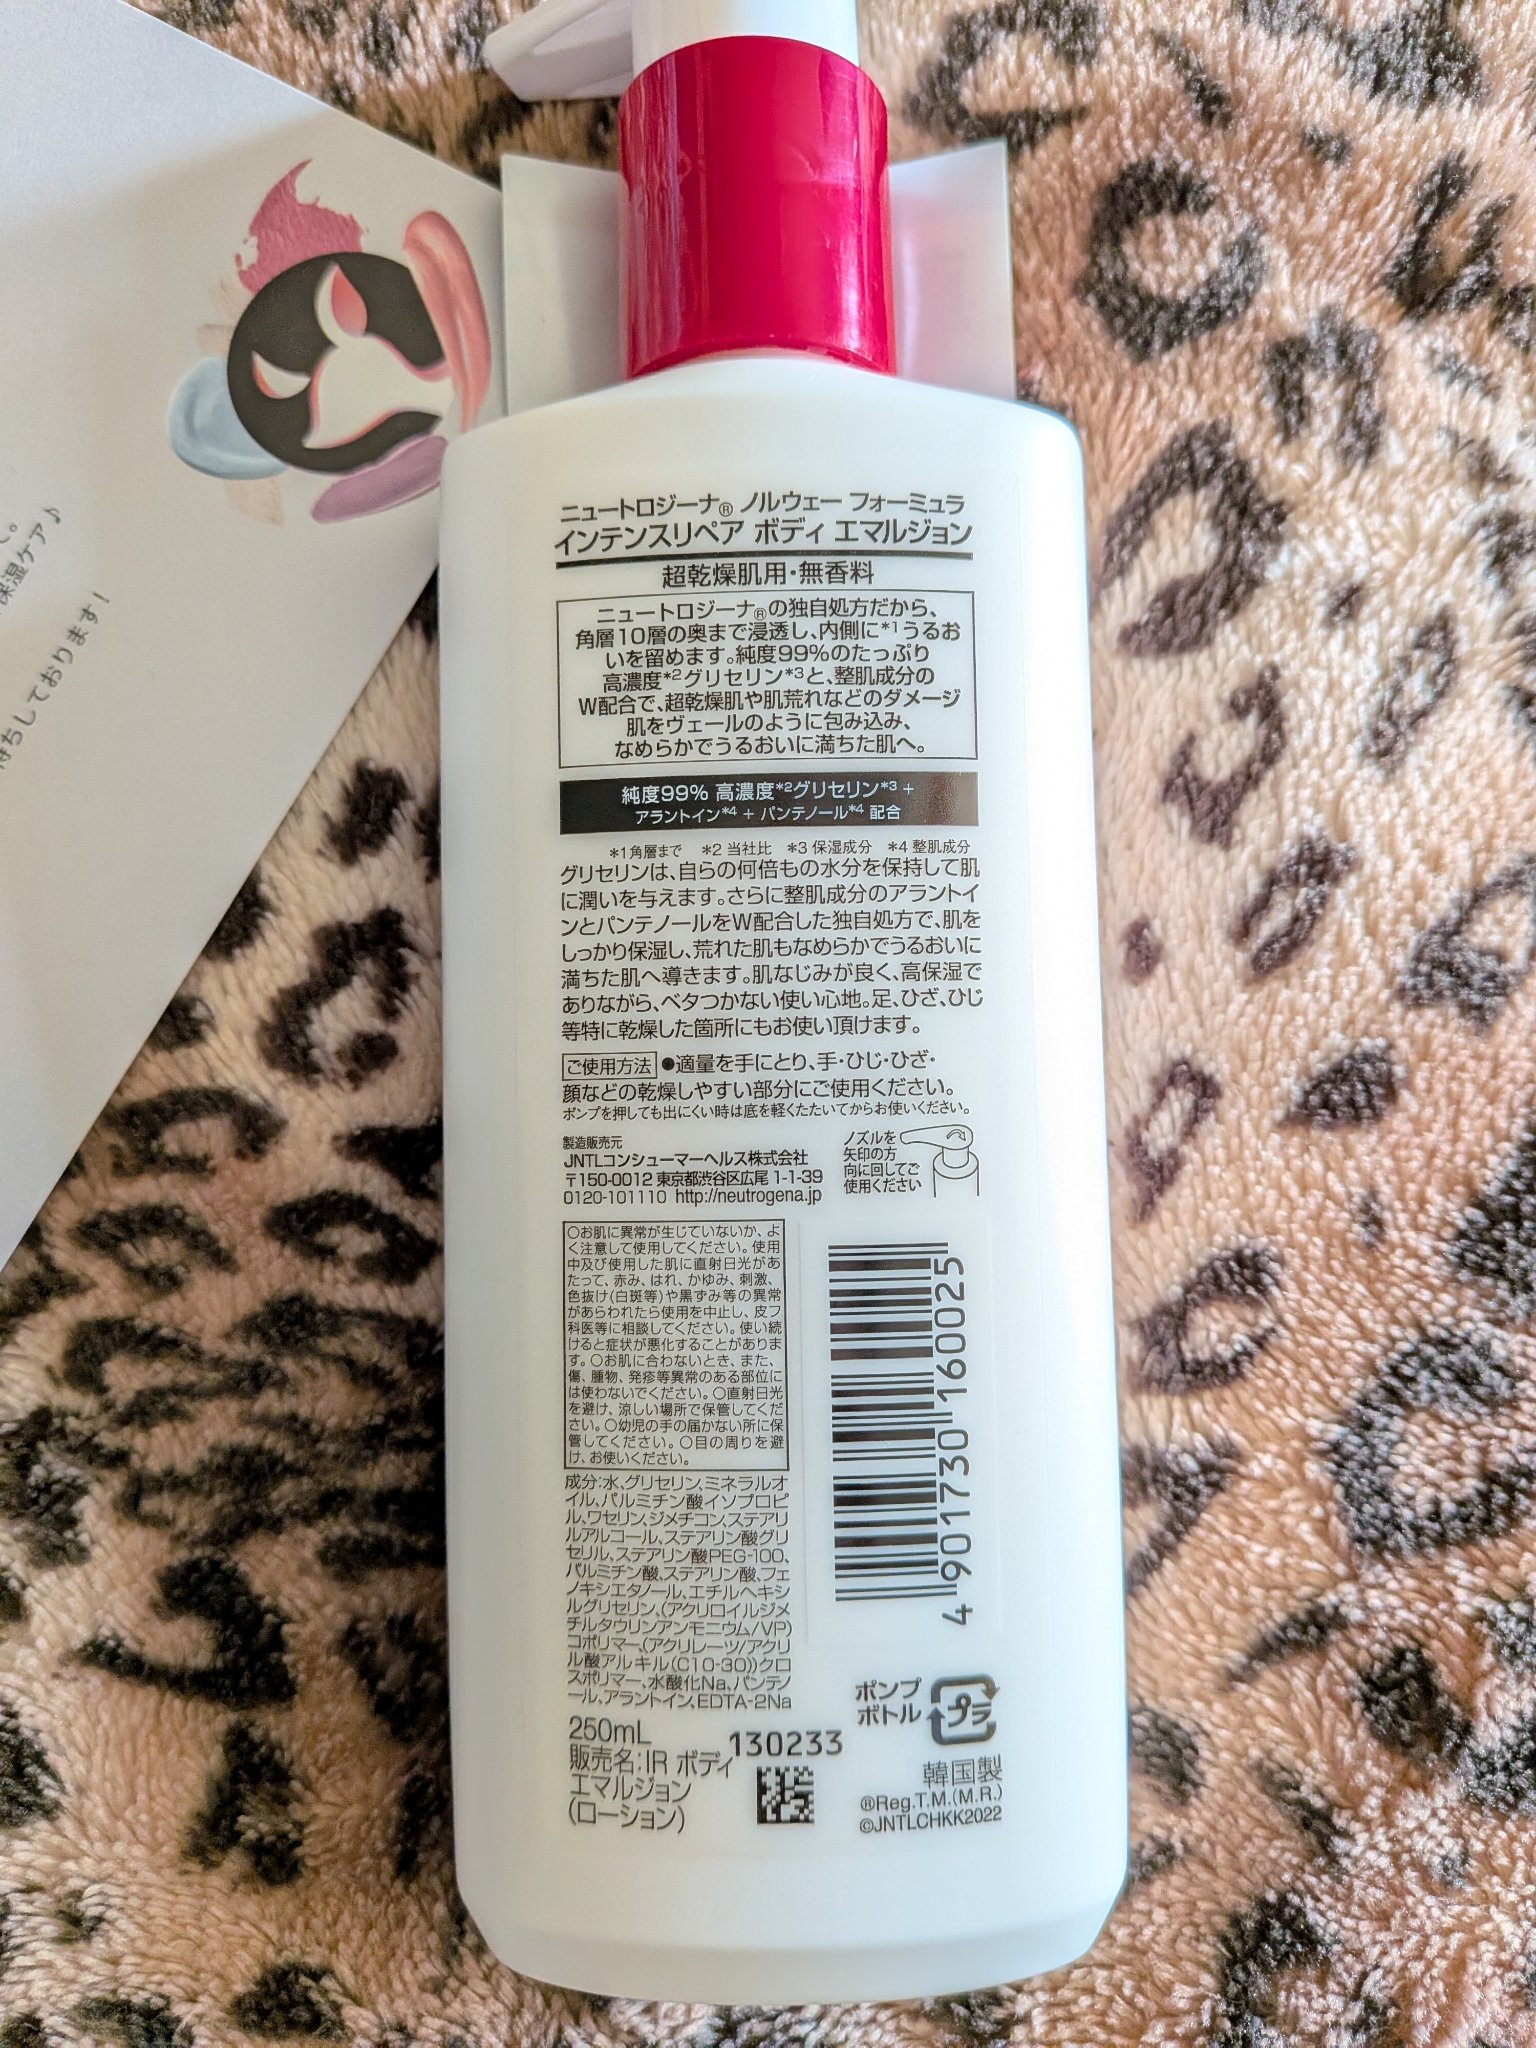 ニュートロジーナ® ノルウェー フォーミュラ
インテンスリペア ボディ エマルジョン
超乾燥肌用・無香料
ニュートロジーナ®の独自処方だから、
角層10層の奥まで浸透し、内側に*1うるお
いを留めます。純度99%のたっぷり
高濃度*2グリセリン*3と、整肌成分の
W配合で、超乾燥肌や肌荒れなどのダメージ
肌をヴェールのように包み込み、
なめらかでうるおいに満ちた肌へ。
純度99% 高濃度*2グリセリン*3 +
アラントイン*4 + パンテノール*4 配合
*1角層まで *2 当社比 *3 保湿成分 *4 整肌成分
グリセリンは、自らの何倍もの水分を保持して肌
に潤いを与えます。さらに整肌成分のアラントイ
ンとパンテノールをW配合した独自処方で、肌を
しっかり保湿し、荒れた肌もなめらかでうるおいに
満ちた肌へ導きます。肌なじみが良く、高保湿で
ありながら、ベタつかない使い心地。足、ひざ、ひじ
等特に乾燥した箇所にもお使い頂けます。
ご使用方法 ●適量を手にとり、手・ひじ・ひざ・
顔などの乾燥しやすい部分にご使用ください。
ポンプを押しても出にくい時は底を軽くたたいてからお使いください。
製造販売元
JNTLコンシューマーヘルス株式会社
〒150-0012 東京都渋谷区広尾 1-1-39
0120-101110 http://neutrogena.jp
ノズルを
矢印の方
向に回してご
使用ください
○お肌に異常が生じていないか、よ
く注意して使用してください。使用
中及び使用した肌に直射日光があ
たって、赤み、はれ、かゆみ、刺激、
色抜け(白斑等)や黒ずみ等の異常
があらわれたら使用を中止し、皮フ
科医等に相談してください。使い続
けると症状が悪化することがありま
す。○お肌に合わないとき、また、
傷、腫物、発疹等異常のある部位に
は使わないでください。○直射日光
を避け、涼しい場所で保管してくだ
さい。○幼児の手の届かない所に保
管してください。○目の周りを避
け、お使いください。
成分:水、グリセリン、ミネラルオ
イル、パルミチン酸イソプロピ
ル、ワセリン、ジメチコン、ステアリ
ルアルコール、ステアリン酸グリ
セリル、ステアリン酸PEG-100、
パルミチン酸、ステアリン酸、フェ
ノキシエタノール、エチルヘキシ
ルグリセリン、(アクリロイルジメ
チルタウリンアンモニウム/VP)
コポリマー、(アクリレーツ/アクリ
ル酸アルキル(C10-30))クロ
スポリマー、水酸化Na、パンテノ
ール、アラントイン、EDTA-2Na
4 901730 160025
250mL
販売名:IR ボディ
エマルジョン
(ローション)
130233
ポンプ
ボトル
プラ
韓国製
®Reg.T.M.(M.R.)
©JNTLCHKK2022
保湿ケア♪
待ちしております!